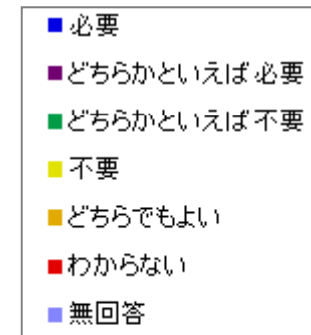 必要
どちらかといえば必要
どちらかといえば不要
不要
どちらでもよい
わからない
無回答